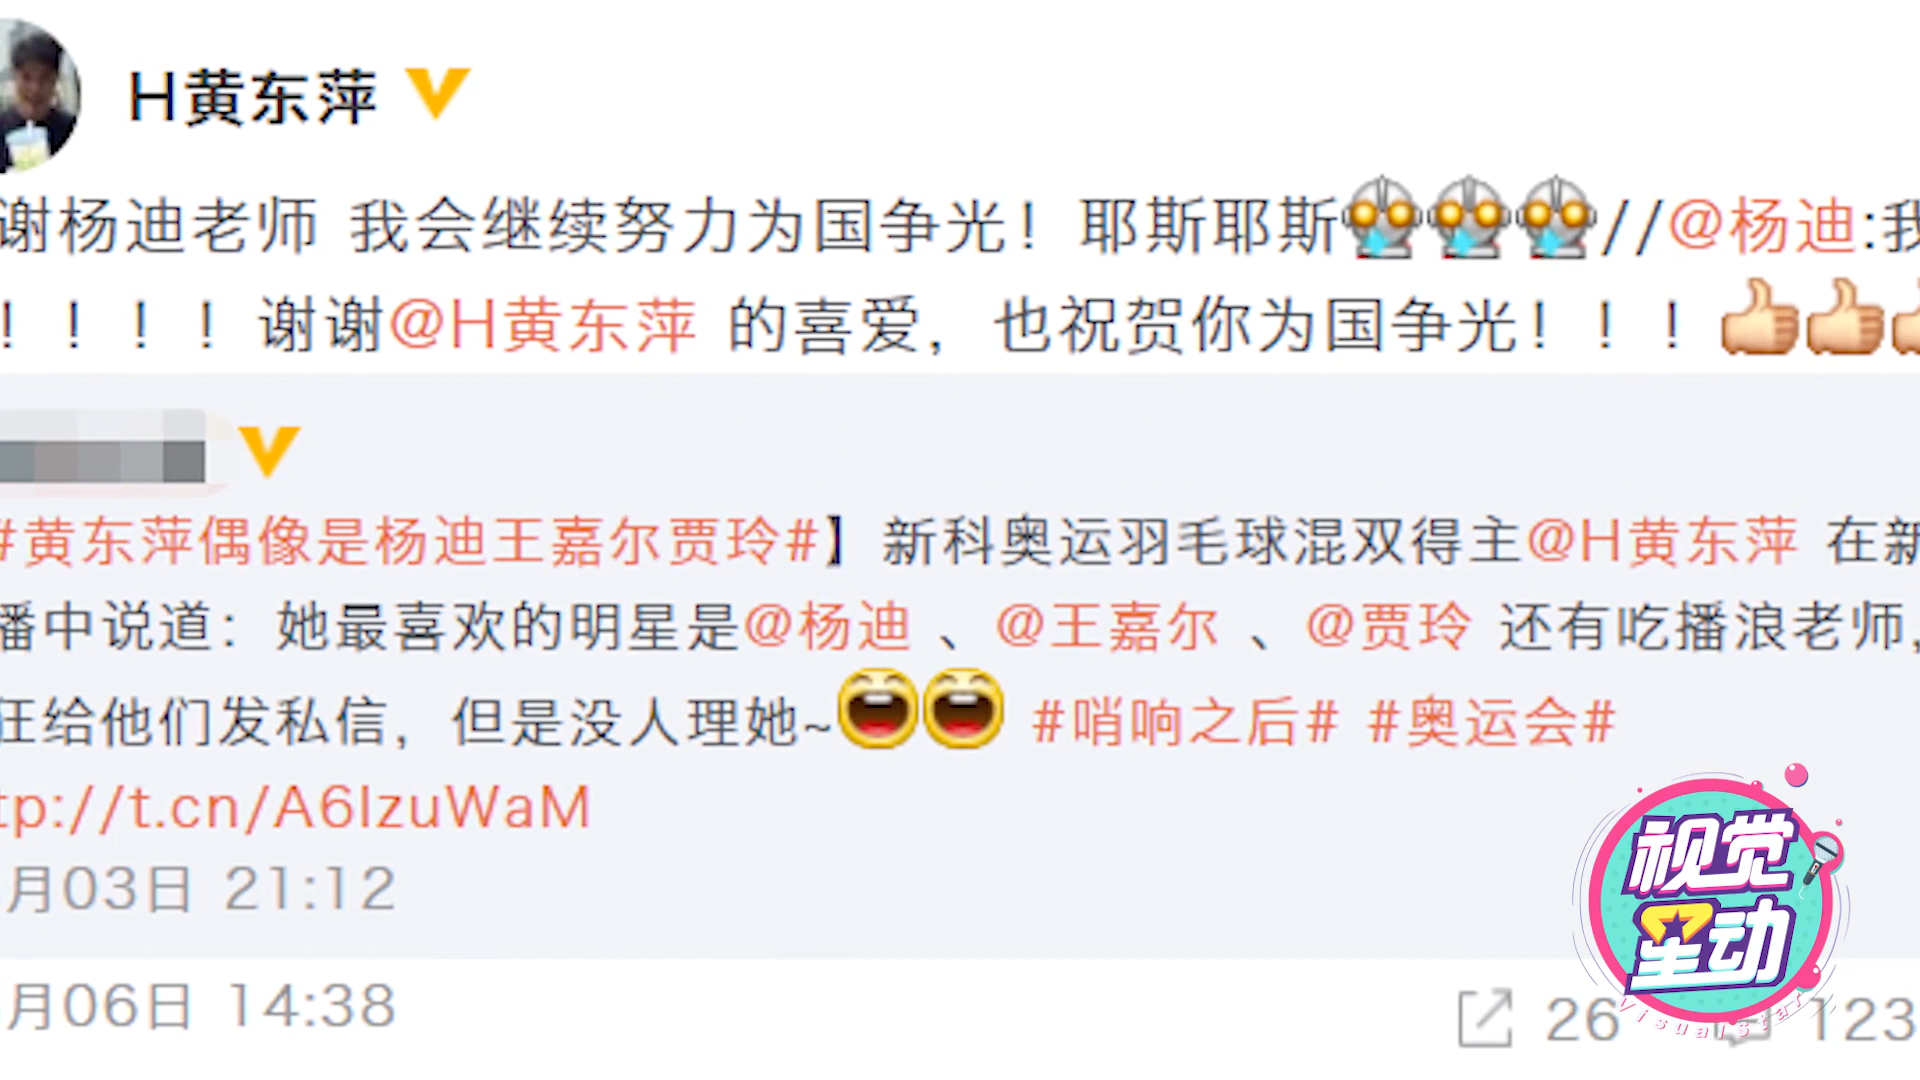 H黄东萍
谢杨迪老师 我会继续努力为国争光！耶斯耶斯//@杨迪:我
！！！！谢谢@H黄东萍 的喜爱，也祝贺你为国争光！！！
#黄东萍偶像是杨迪王嘉尔贾玲#】新科奥运羽毛球混双得主@H黄东萍 在新
播中说道：她最喜欢的明星是@杨迪 、@王嘉尔 、@贾玲 还有吃播浪老师，
狂给他们发私信，但是没人理她~ #哨响之后# #奥运会#
tp://t.cn/A6IzuWaM
月03日 21:12
月06日 14:38
26 123
视觉
星动
Visual Star